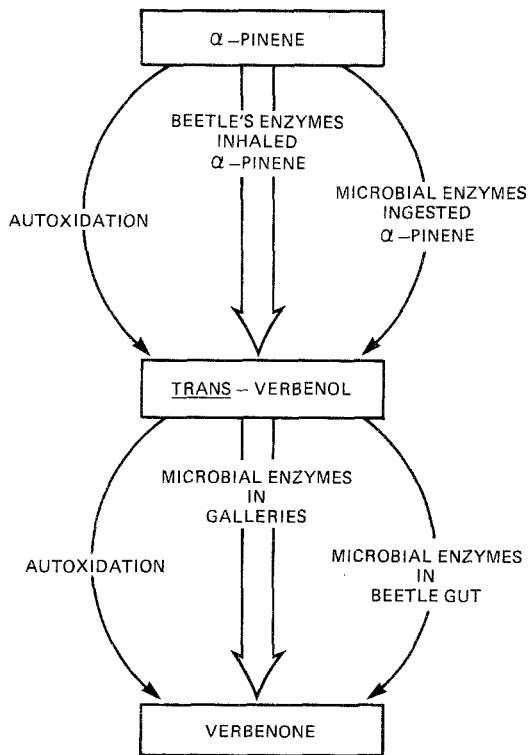 α-PINENE
BEETLE'S ENZYMES
INHALED
α-PINENE
AUTOXIDATION
MICROBIAL ENZYMES
INGESTED
α-PINENE
TRANS - VERBENOL
MICROBIAL ENZYMES
IN
GALLERIES
AUTOXIDATION
MICROBIAL ENZYMES
IN
BEETLE GUT
VERBENONE